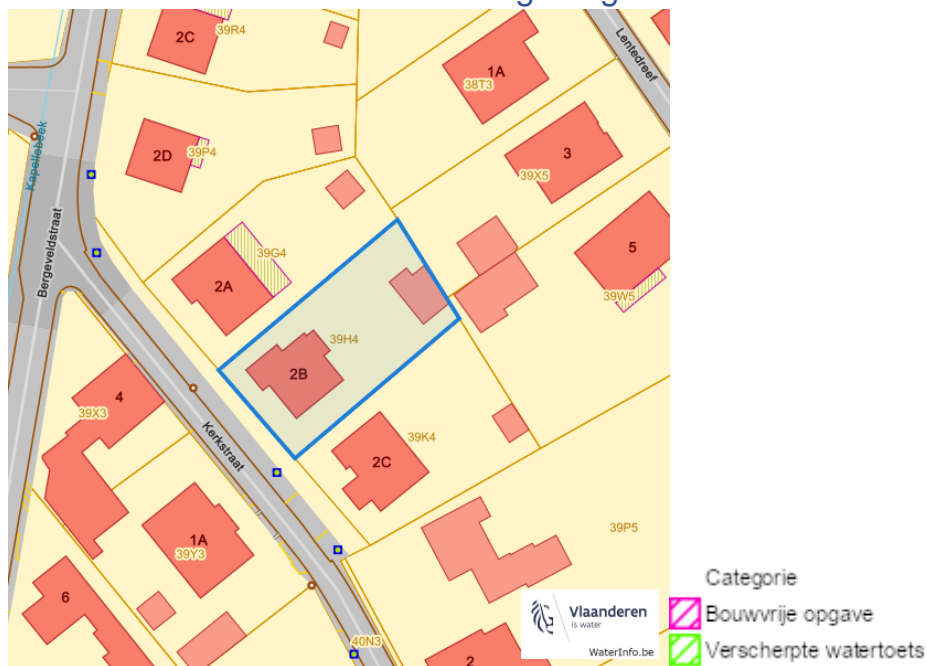 2C
39R4
Lentedreef
1A
38T3
Kapellebeek
2D
39P4
3
39X5
Bergeveldstraat
39G4
2A
5
39W5
39H4
2B
4
39X3
Kerkstraat
39K4
2C
39P5
1A
39Y3
6
40N3
2
Vlaanderen
is water
WaterInfo.be
Categorie
Bouwvrije opgave
Verscherpte watertoets